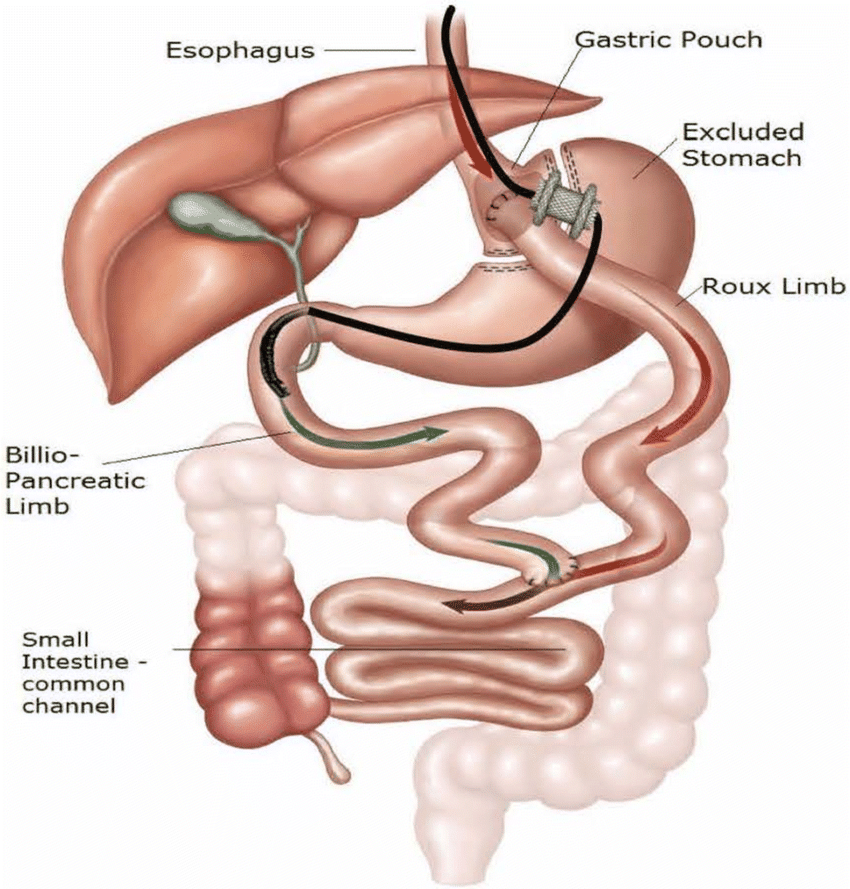 Esophagus
Gastric Pouch
Excluded
Stomach
Roux Limb
Billio-
Pancreatic
Limb
Small
Intestine -
common
channel